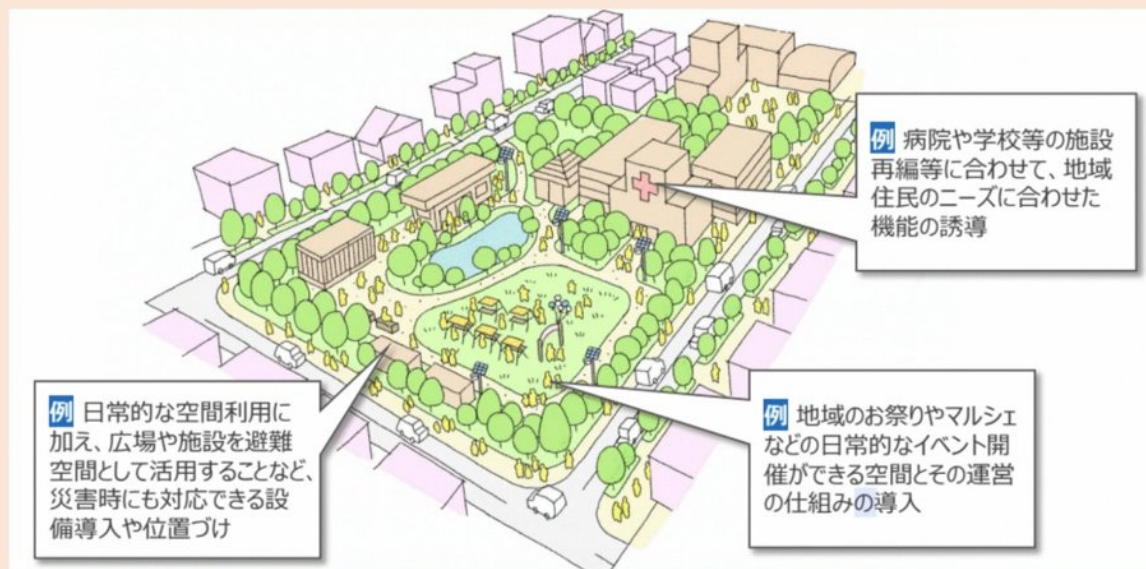 例 病院や学校等の施設
再編等に合わせて、地域
住民のニーズに合わせた
機能の誘導
例 日常的な空間利用に
加え、広場や施設を避難
空間として活用することなど、
災害時にも対応できる設
備導入や位置づけ
例 地域のお祭りやマルシェ
などの日常的なイベント開
催ができる空間とその運営
の仕組みの導入